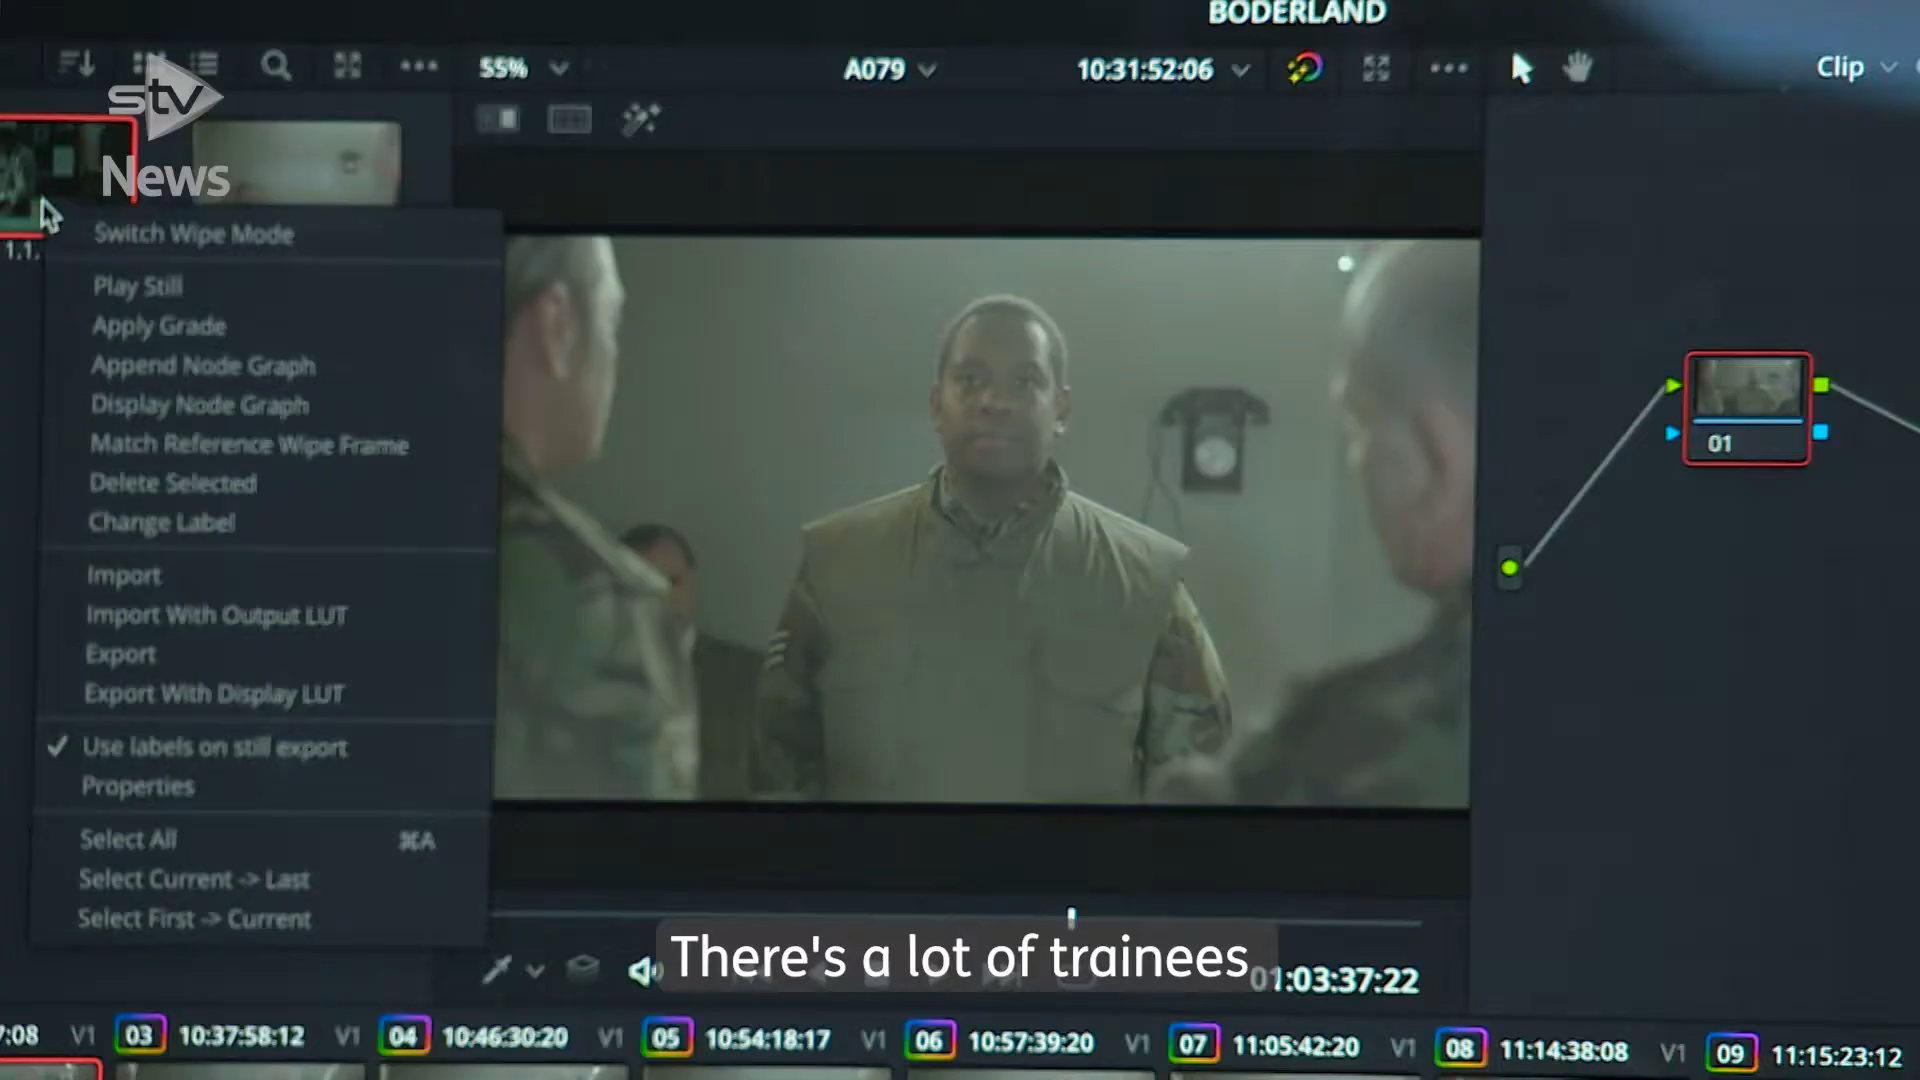 BODERLAND
55%
A079
10:31:52:06
Clip
stv
News
1.1.
Switch Wipe Mode
Play Still
Apply Grade
Append Node Graph
Display Node Graph
Match Reference Wipe Frame
Delete Selected
Change Label
Import
Import With Output LUT
Export
Export With Display LUT
Use labels on still export
Properties
Select All ⌘A
Select Current -> Last
Select First -> Current
01
There's a lot of trainees
01:03:37:22
7:08 V1 03 10:37:58:12 V1 04 10:46:30:20 V1 05 10:54:18:17 V1 06 10:57:39:20 V1 07 11:05:42:20 V1 08 11:14:38:08 V1 09 11:15:23:12